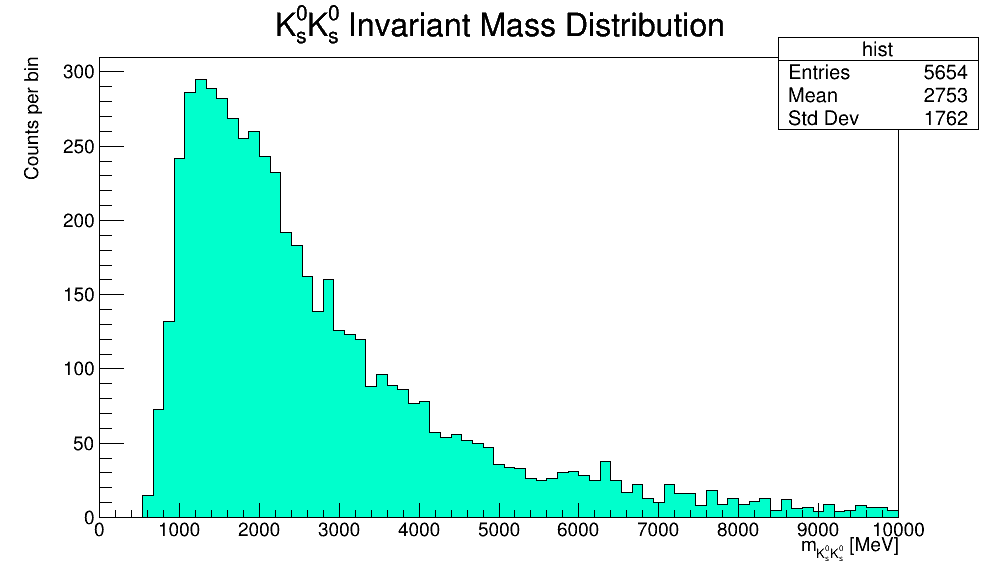 K⁰ₛK⁰ₛ Invariant Mass Distribution
hist
Entries 5654
Mean 2753
Std Dev 1762
Counts per bin
300
250
200
150
100
50
0
0 1000 2000 3000 4000 5000 6000 7000 8000 9000 10000
m K⁰ₛK⁰ₛ [MeV]